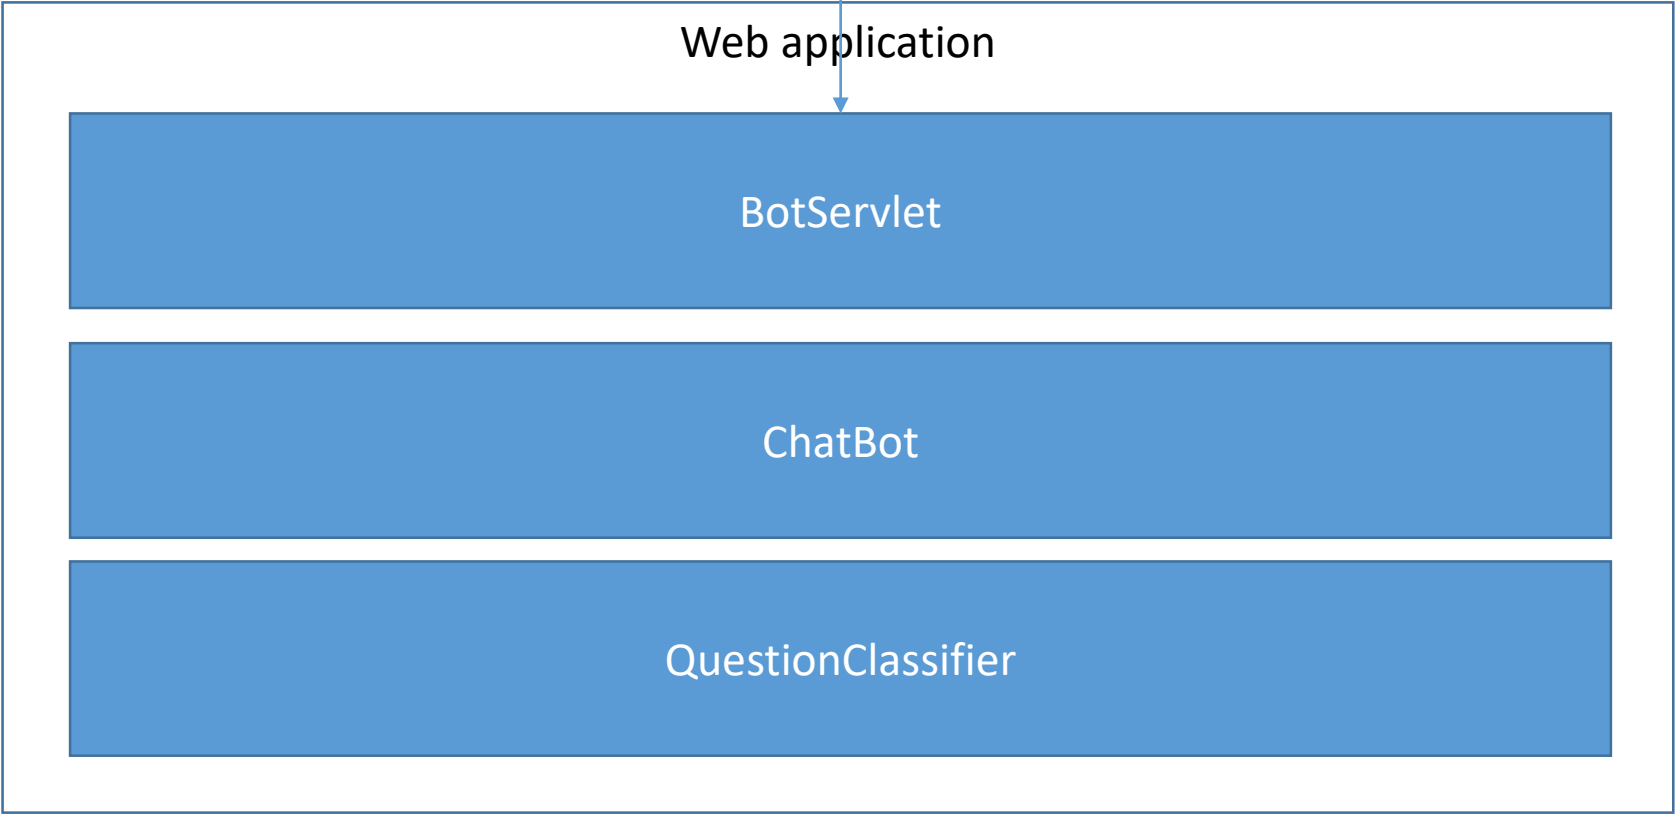 Web application
BotServlet
ChatBot
QuestionClassifier